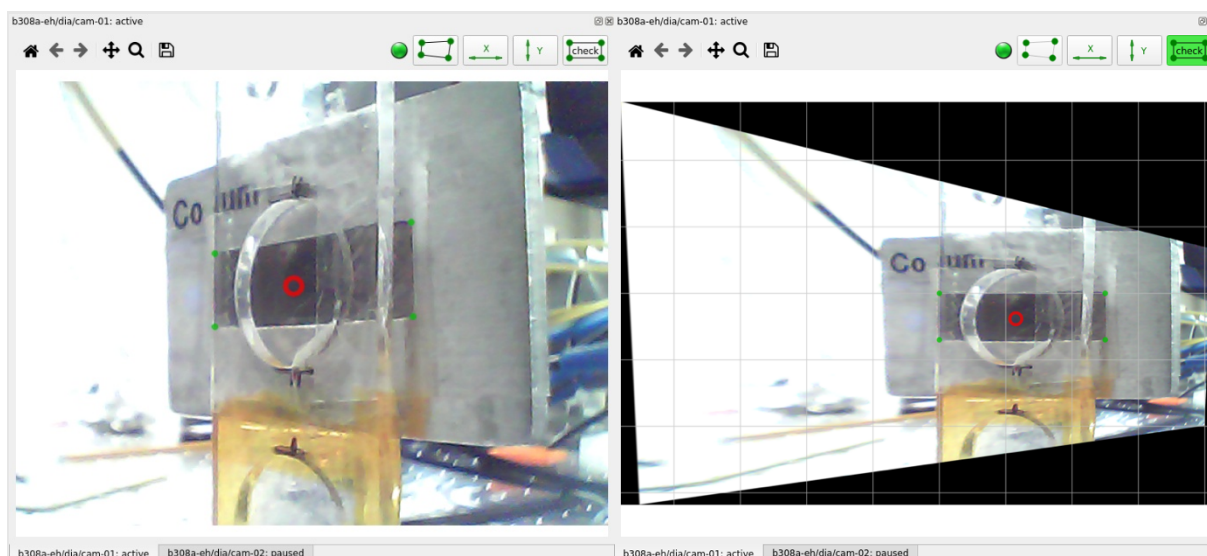 b308a-eh/dia/cam-01: active
X
Y
check
Co
b308a-eh/dia/cam-01: active
b308a-eh/dia/cam-02: paused
b308a-eh/dia/cam-01: active
X
Y
check
Co
b308a-eh/dia/cam-01: active
b308a-eh/dia/cam-02: paused